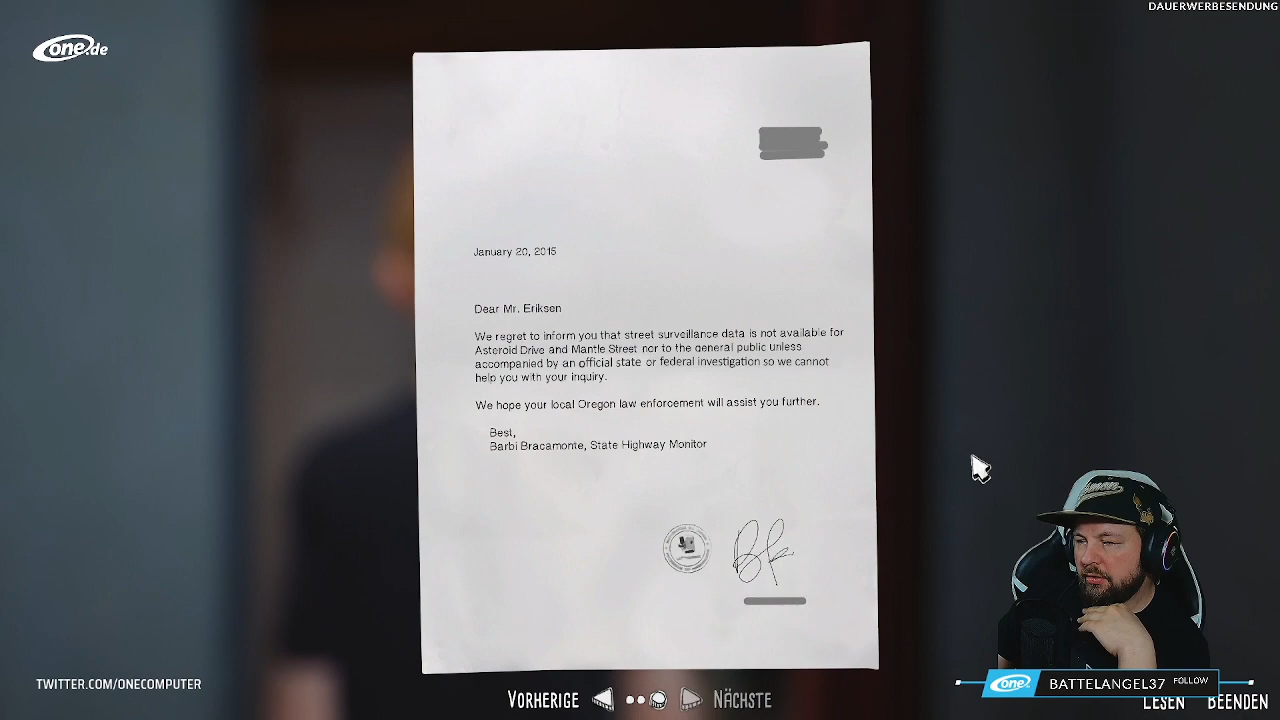 DAUERWERBESENDUNG
one.de
January 20, 2015
Dear Mr. Eriksen
We regret to inform you that street surveillance data is not available for
Asteroid Drive and Mantle Street nor to the general public unless
accompanied by an official state or federal investigation so we cannot
help you with your inquiry.
We hope your local Oregon law enforcement will assist you further.
Best,
Barbi Bracamonte, State Highway Monitor
TWITTER.COM/ONECOMPUTER
VORHERIGE
NÄCHSTE
one
BATTELANGEL37
FOLLOW
LESEN
BEENDEN